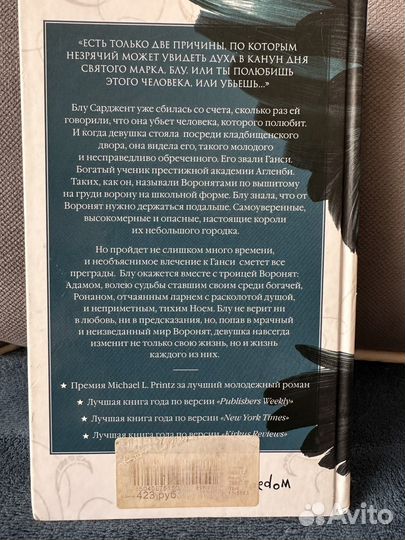 «ЕСТЬ ТОЛЬКО ДВЕ ПРИЧИНЫ, ПО КОТОРЫМ
НЕЗРЯЧИЙ МОЖЕТ УВИДЕТЬ ДУХА В КАНУН ДНЯ
СВЯТОГО МАРКА, БЛУ. ИЛИ ТЫ ПОЛЮБИШЬ
ЭТОГО ЧЕЛОВЕКА, ИЛИ УБЬЕШЬ...»
Блу Сарджент уже сбилась со счета, сколько раз ей
говорили, что она убьет человека, которого полюбит.
И когда девушка стояла посреди кладбищенского
двора, она видела его, такого молодого
и несправедливо обреченного. Его звали Ганси.
Богатый ученик престижной академии Агленби.
Таких, как он, называли Воронятами по вышитому
на груди ворону на школьной форме. Блу знала, что от
Воронят нужно держаться подальше. Самоуверенные,
высокомерные и опасные, настоящие короли
их небольшого городка.
Но пройдет не слишком много времени,
и необъяснимое влечение к Ганси сметет все
преграды. Блу окажется вместе с троицей Воронят:
Адамом, волею судьбы ставшим своим среди богачей,
Ронаном, отчаянным парнем с расколотой душой,
и неприметным, тихим Ноем. Блу не верит ни
в любовь, ни в предсказания, но, попав в мрачный
и неизведанный мир Воронят, девушка навсегда
изменит не только свою жизнь, но и жизнь
каждого из них.
★ Премия Michael L. Printz за лучший молодежный роман
★ Лучшая книга года по версии «Publishers Weekly»
★ Лучшая книга года по версии «New York Times»
★ Лучшая книга года по версии «Kirkus Reviews»
423 руб.
edom
Avito